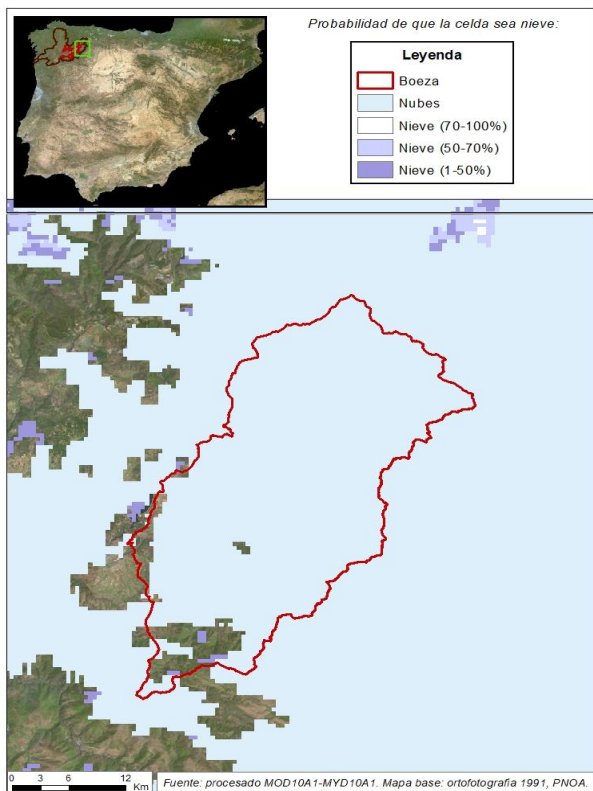 Probabilidad de que la celda sea nieve:
Leyenda
Boeza
Nubes
Nieve (70-100%)
Nieve (50-70%)
Nieve (1-50%)
0 3 6 12
Km
Fuente: procesado MOD10A1-MYD10A1. Mapa base: ortofotografía 1991, PNOA.